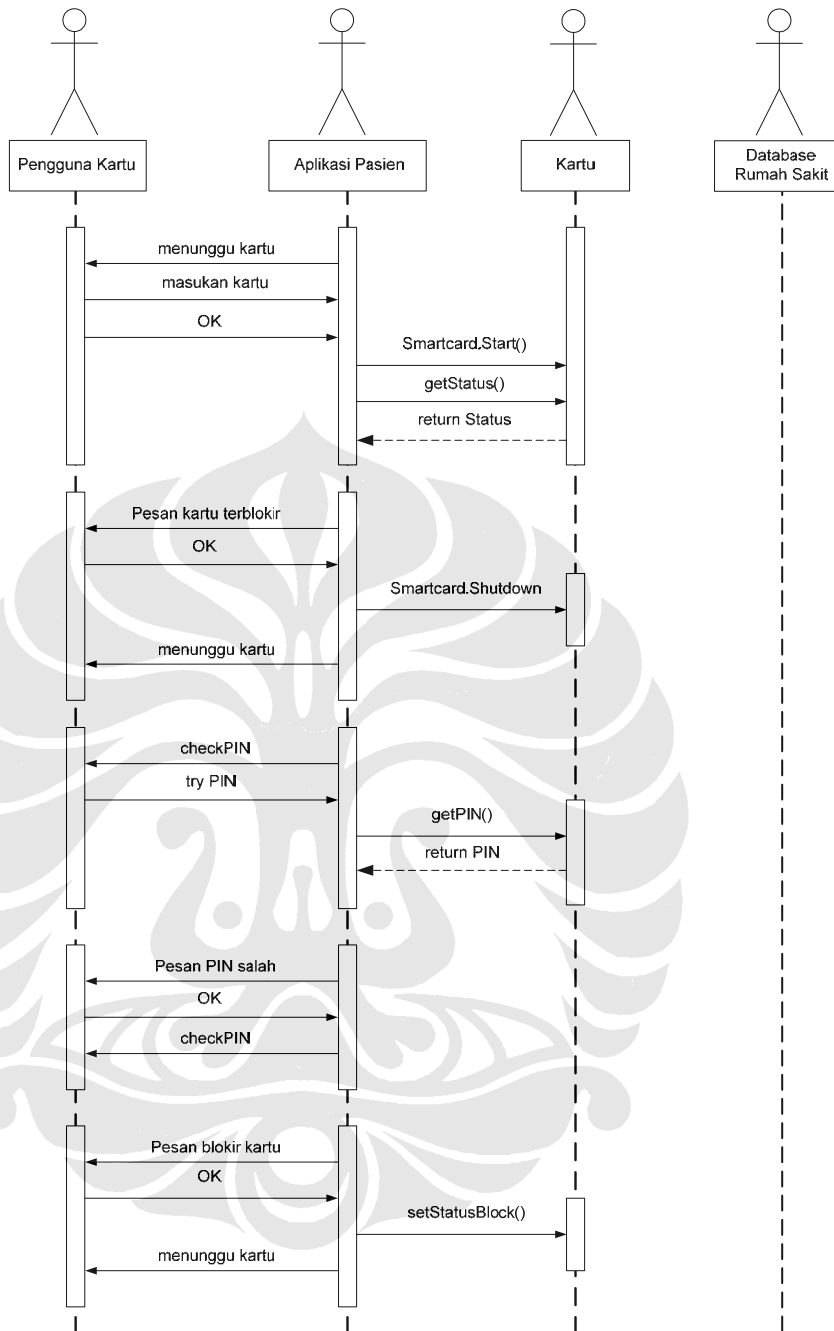 Pengguna Kartu
Aplikasi Pasien
Kartu
Database
Rumah Sakit
menunggu kartu
masukan kartu
OK
Smartcard.Start()
getStatus()
return Status
Pesan kartu terblokir
OK
Smartcard.Shutdown
menunggu kartu
checkPIN
try PIN
getPIN()
return PIN
Pesan PIN salah
OK
checkPIN
Pesan blokir kartu
OK
setStatusBlock()
menunggu kartu